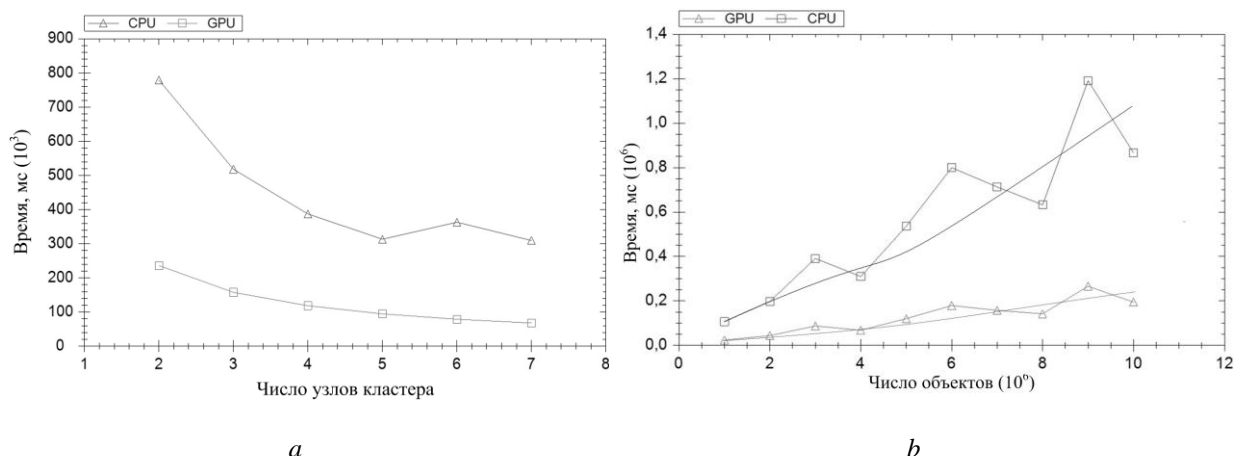 CPU GPU
900
800
700
600
500
400
300
200
100
0
Время, мс (10³)
1 2 3 4 5 6 7 8
Число узлов кластера
a
GPU CPU
1,4
1,2
1,0
0,8
0,6
0,4
0,2
0,0
Время, мс (10⁶)
0 2 4 6 8 10 12
Число объектов (10⁶)
b